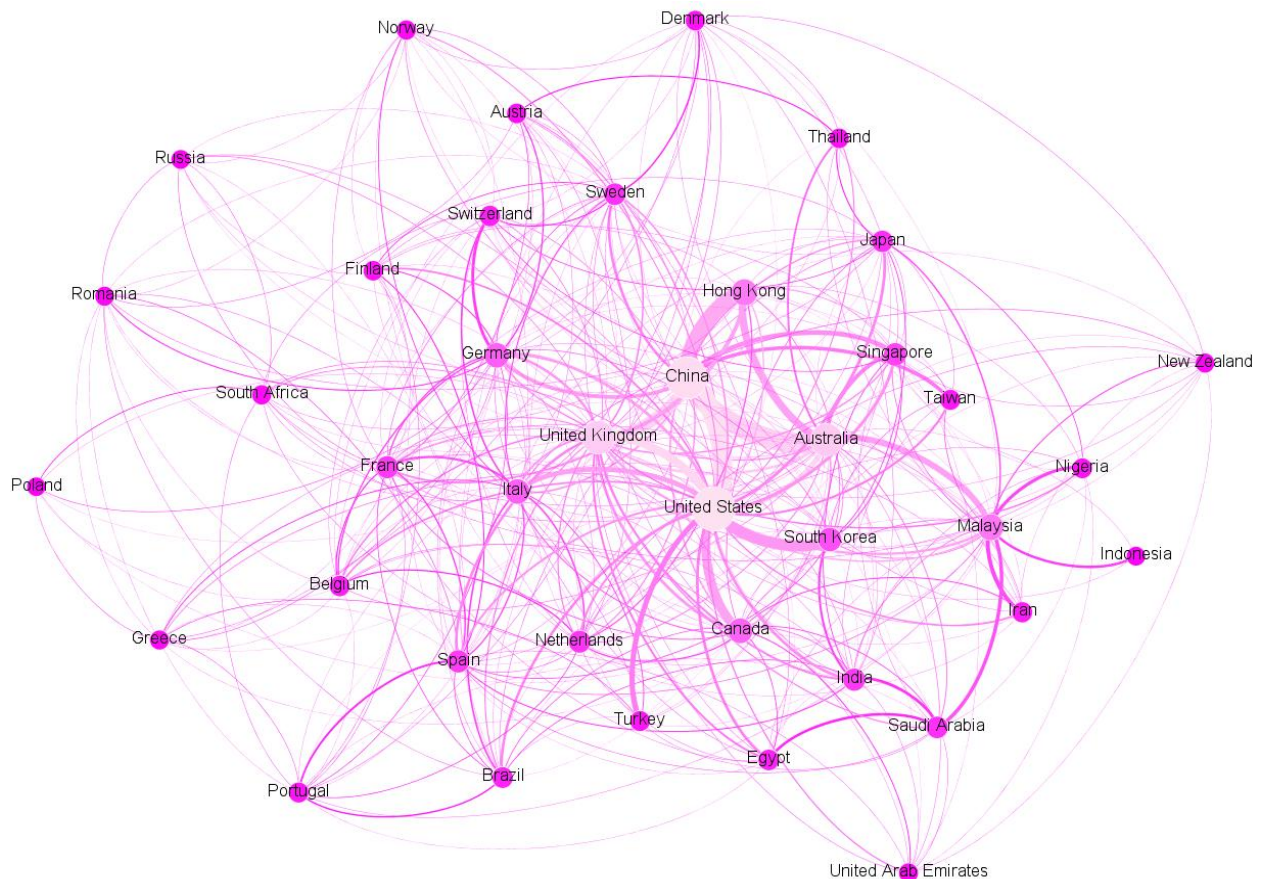 Denmark
Norway
Austria
Thailand
Russia
Sweden
Switzerland
Japan
Finland
Hong Kong
Romania
Germany
Singapore
New Zealand
China
South Africa
Taiwan
United Kingdom
Australia
France
Nigeria
Poland
Italy
United States
Malaysia
South Korea
Indonesia
Belgium
Iran
Canada
Greece
Netherlands
Spain
India
Turkey
Saudi Arabia
Egypt
Brazil
Portugal
United Arab Emirates